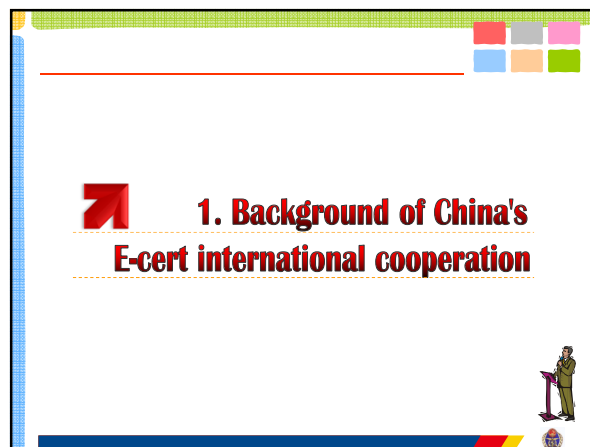 1. Background of China's
E-cert international cooperation